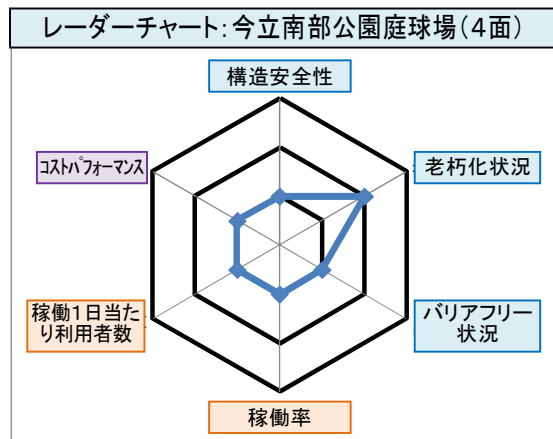 レーダーチャート：今立南部公園庭球場（４面）
構造安全性
コストパフォーマンス
老朽化状況
稼働１日当た
り利用者数
バリアフリー
状況
稼働率